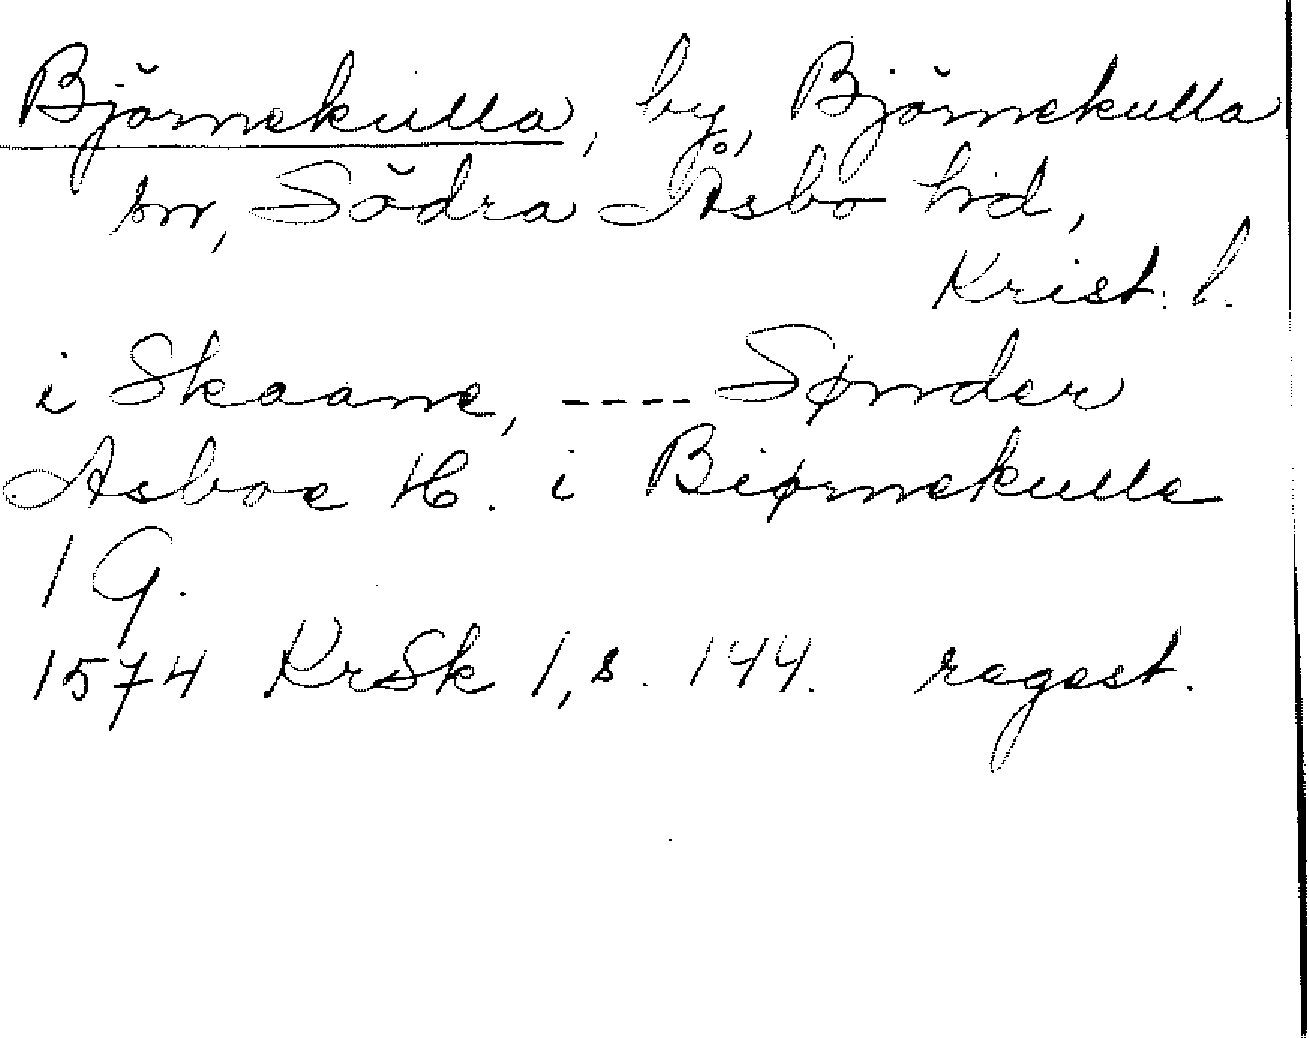 Björnekulla, by, Björnekulla
sn, Södra Åsbo hd,
Krist. l.
i Skaane, ---- Sønder
Asboe H. i Biørnekulle
1 G.
1574 KrSk 1, s. 144. regest.